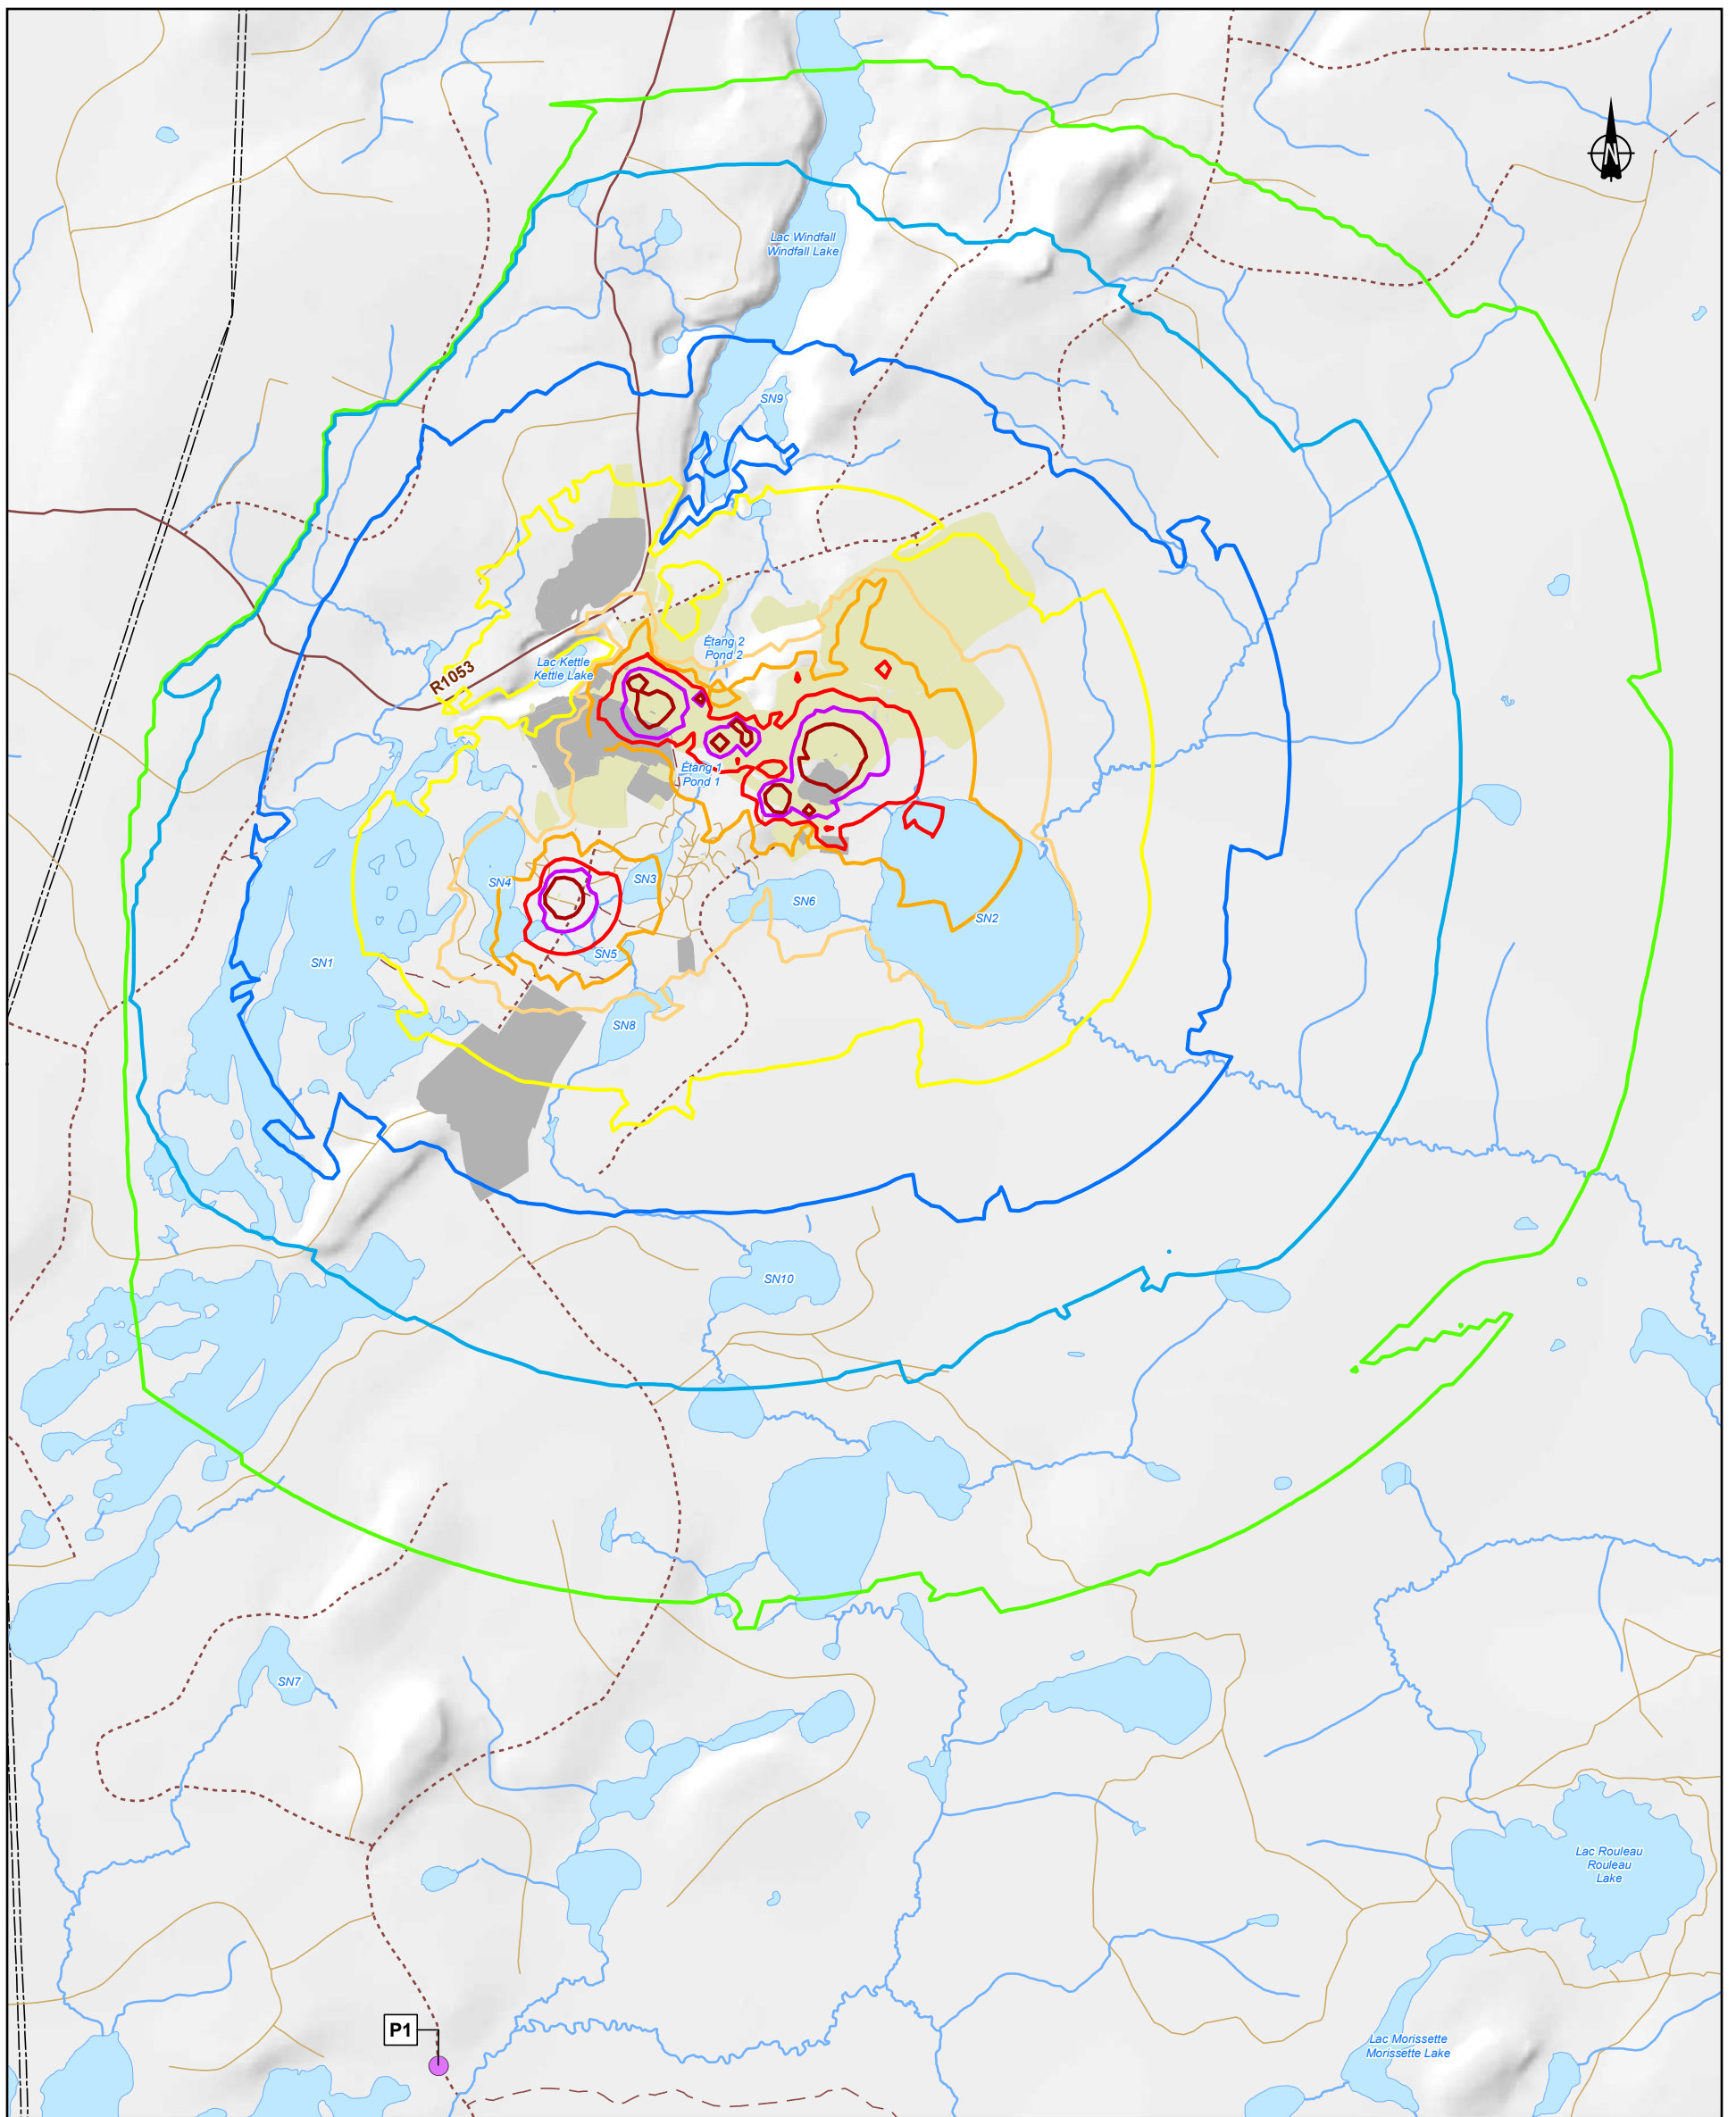 Lac Windfall
Windfall Lake
SN9
Étang 2
Pond 2
Lac Kettle
Kettle Lake
R1053
Étang 1
Pond 1
SN4
SN3
SN6
SN2
SN5
SN1
SN8
SN10
SN7
Lac Rouleau
Rouleau
Lake
P1
Lac Morissette
Morissette Lake